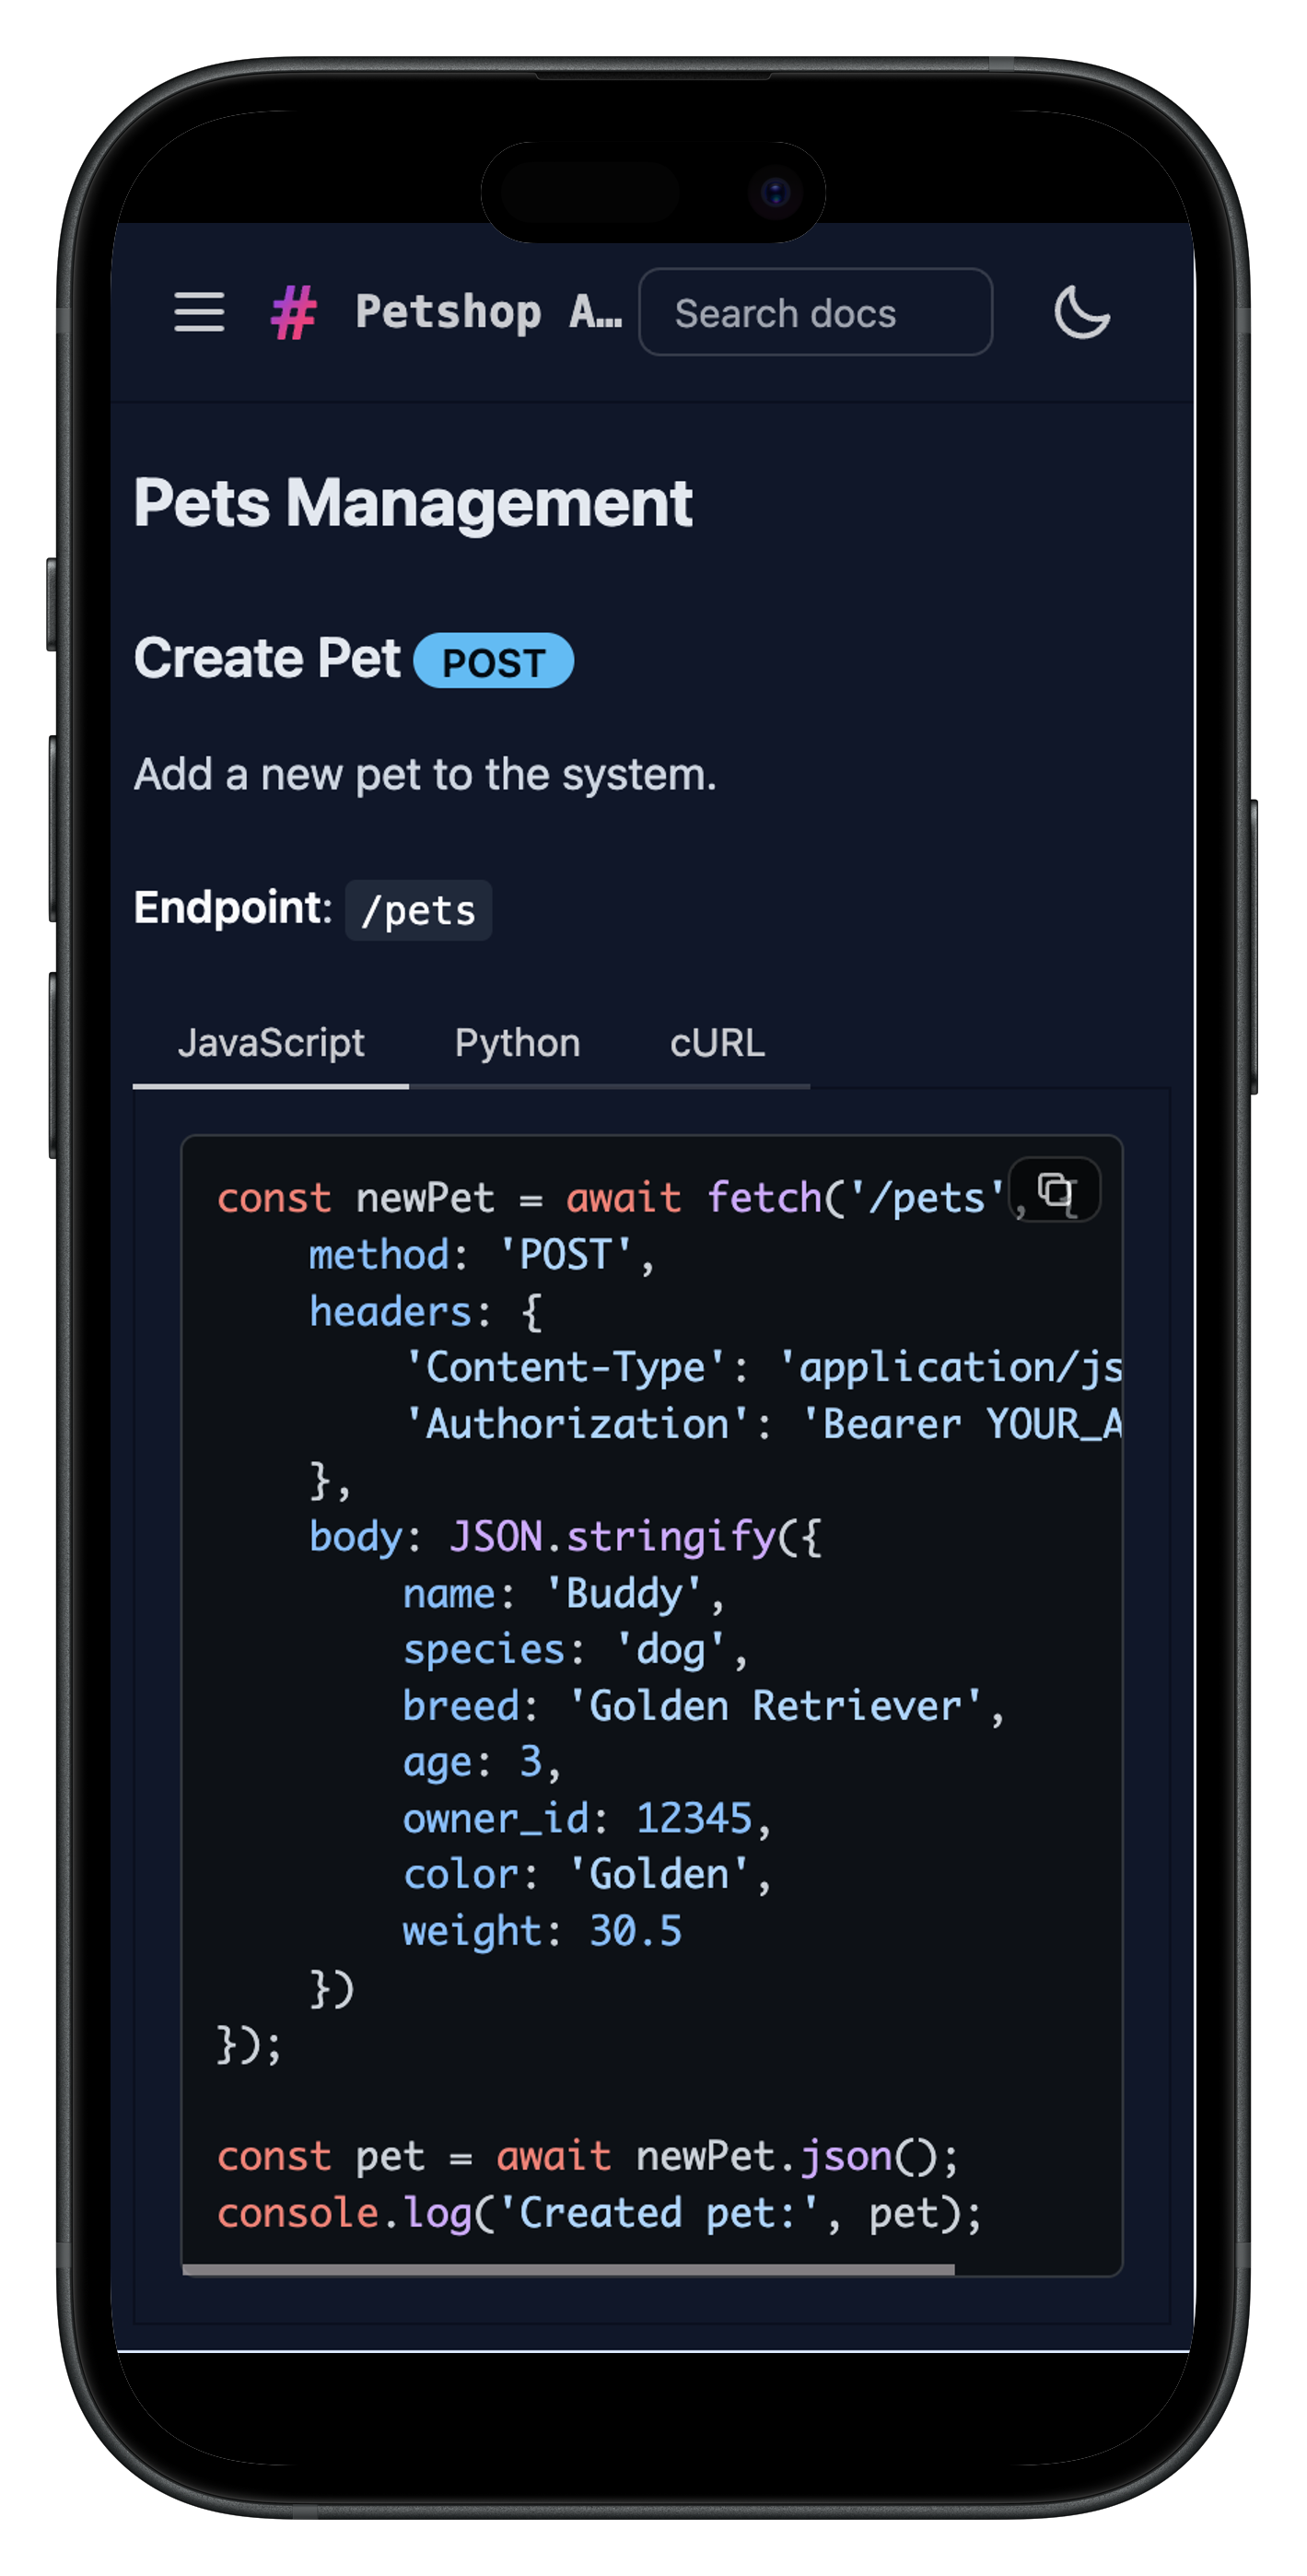 # Petshop A… Search docs
Pets Management
Create Pet POST
Add a new pet to the system.
Endpoint: /pets
JavaScript Python cURL
const newPet = await fetch('/pets', {
    method: 'POST',
    headers: {
        'Content-Type': 'application/js
        'Authorization': 'Bearer YOUR_A
    },
    body: JSON.stringify({
        name: 'Buddy',
        species: 'dog',
        breed: 'Golden Retriever',
        age: 3,
        owner_id: 12345,
        color: 'Golden',
        weight: 30.5
    })
});
const pet = await newPet.json();
console.log('Created pet:', pet);